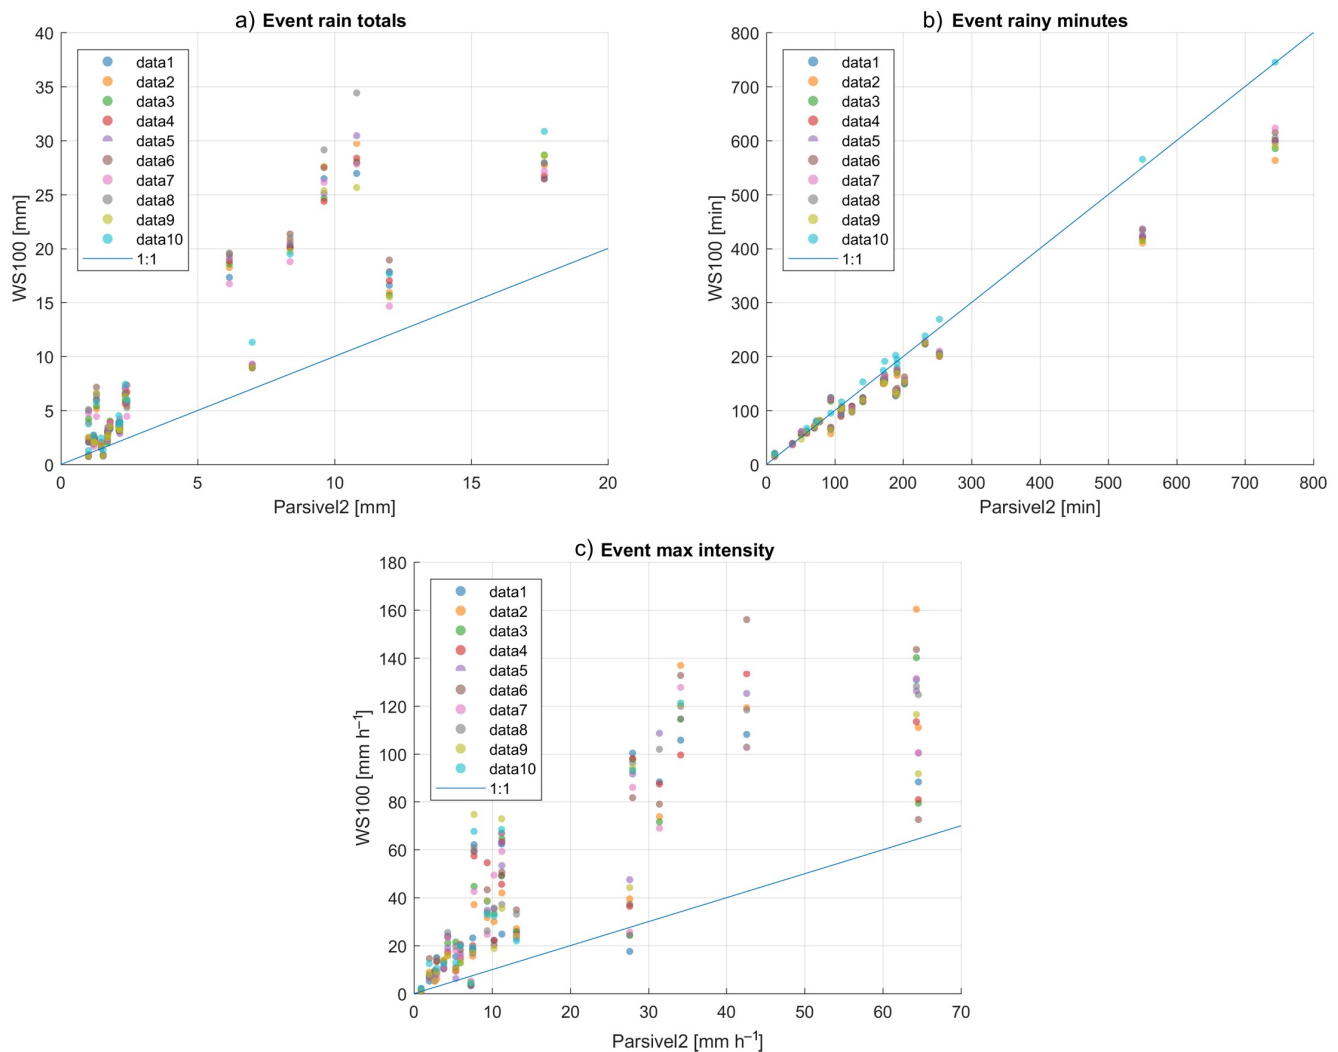 a) Event rain totals
40
35
30
25
20
15
10
5
0
WS100 [mm]
data1
data2
data3
data4
data5
data6
data7
data8
data9
data10
1:1
0 5 10 15 20
Parsivel2 [mm]
b) Event rainy minutes
800
700
600
500
400
300
200
100
0
WS100 [min]
data1
data2
data3
data4
data5
data6
data7
data8
data9
data10
1:1
0 100 200 300 400 500 600 700 800
Parsivel2 [min]
c) Event max intensity
180
160
140
120
100
80
60
40
20
0
WS100 [mm h⁻¹]
data1
data2
data3
data4
data5
data6
data7
data8
data9
data10
1:1
0 10 20 30 40 50 60 70
Parsivel2 [mm h⁻¹]